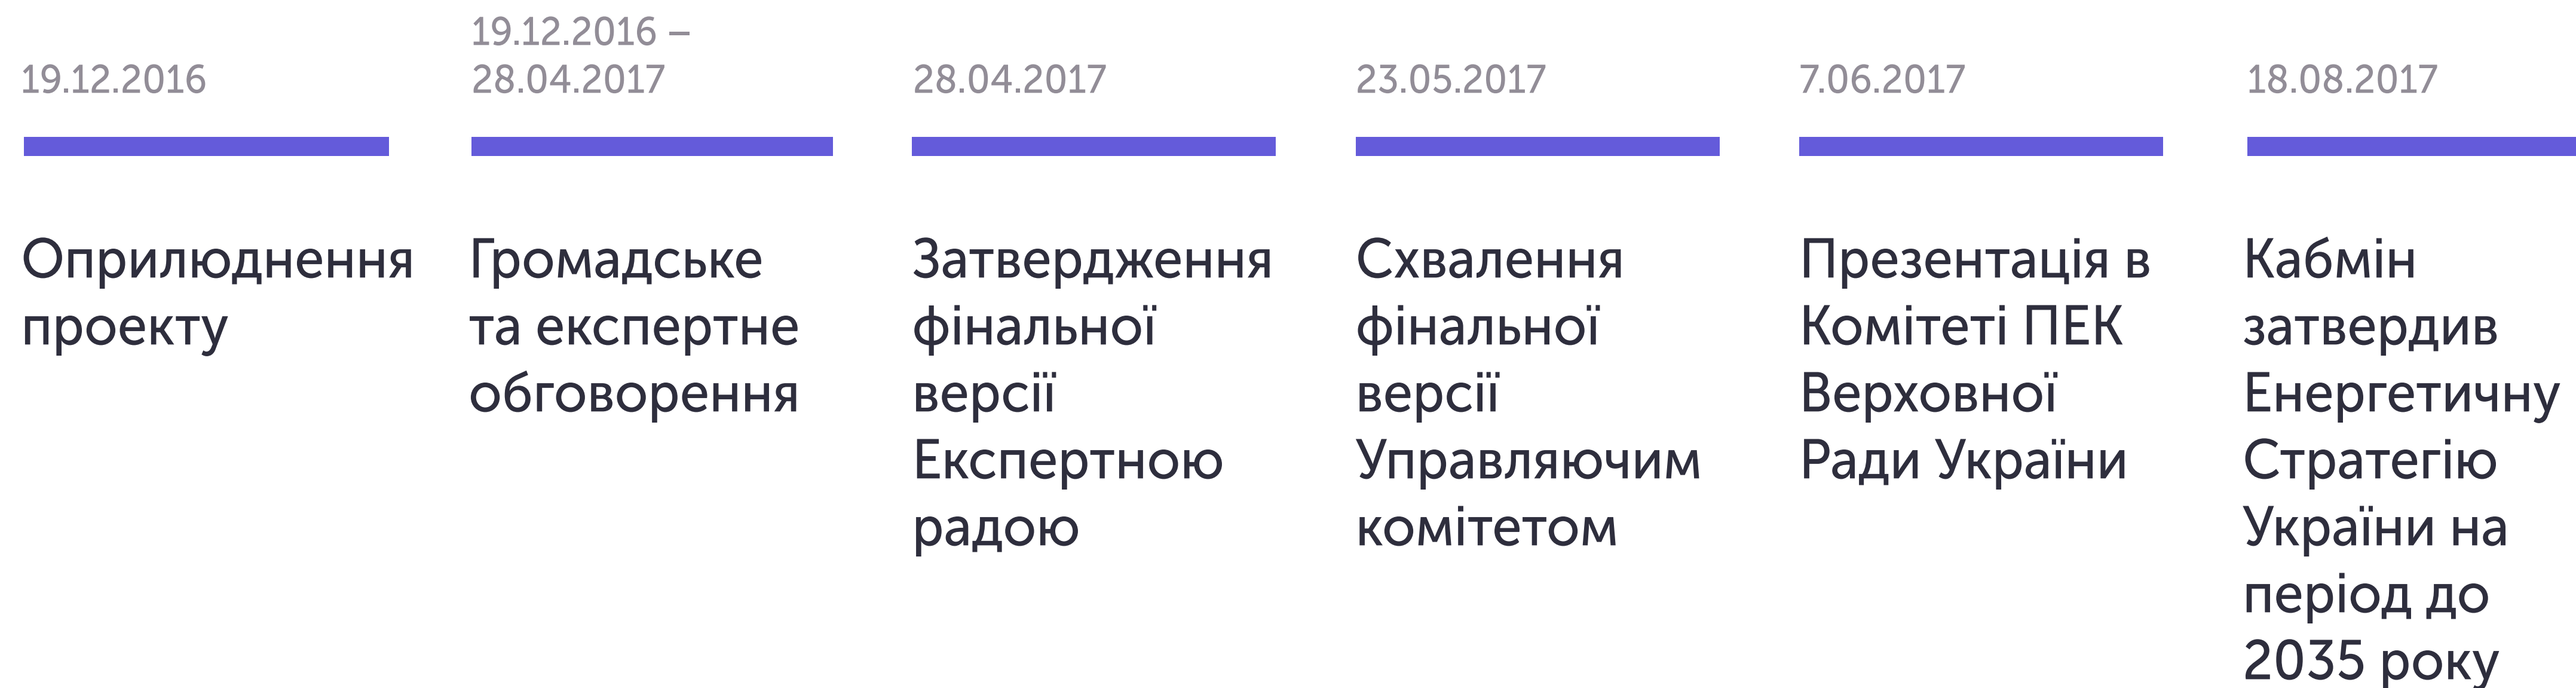 19.12.2016
Оприлюднення
проекту
19.12.2016 –
28.04.2017
Громадське
та експертне
обговорення
28.04.2017
Затвердження
фінальної
версії
Експертною
радою
23.05.2017
Схвалення
фінальної
версії
Управляючим
комітетом
7.06.2017
Презентація в
Комітеті ПЕК
Верховної
Ради України
18.08.2017
Кабмін
затвердив
Енергетичну
Стратегію
України на
період до
2035 року